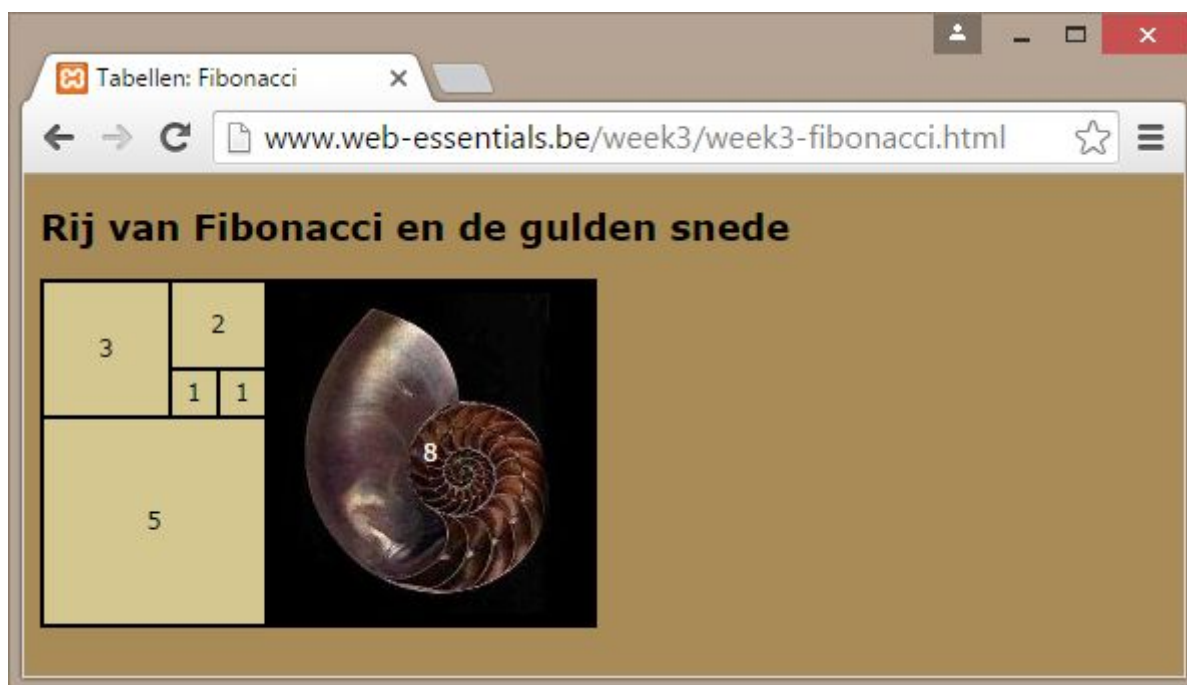 Tabellen: Fibonacci
www.web-essentials.be/week3/week3-fibonacci.html
Rij van Fibonacci en de gulden snede
3
2
1 1
8
5